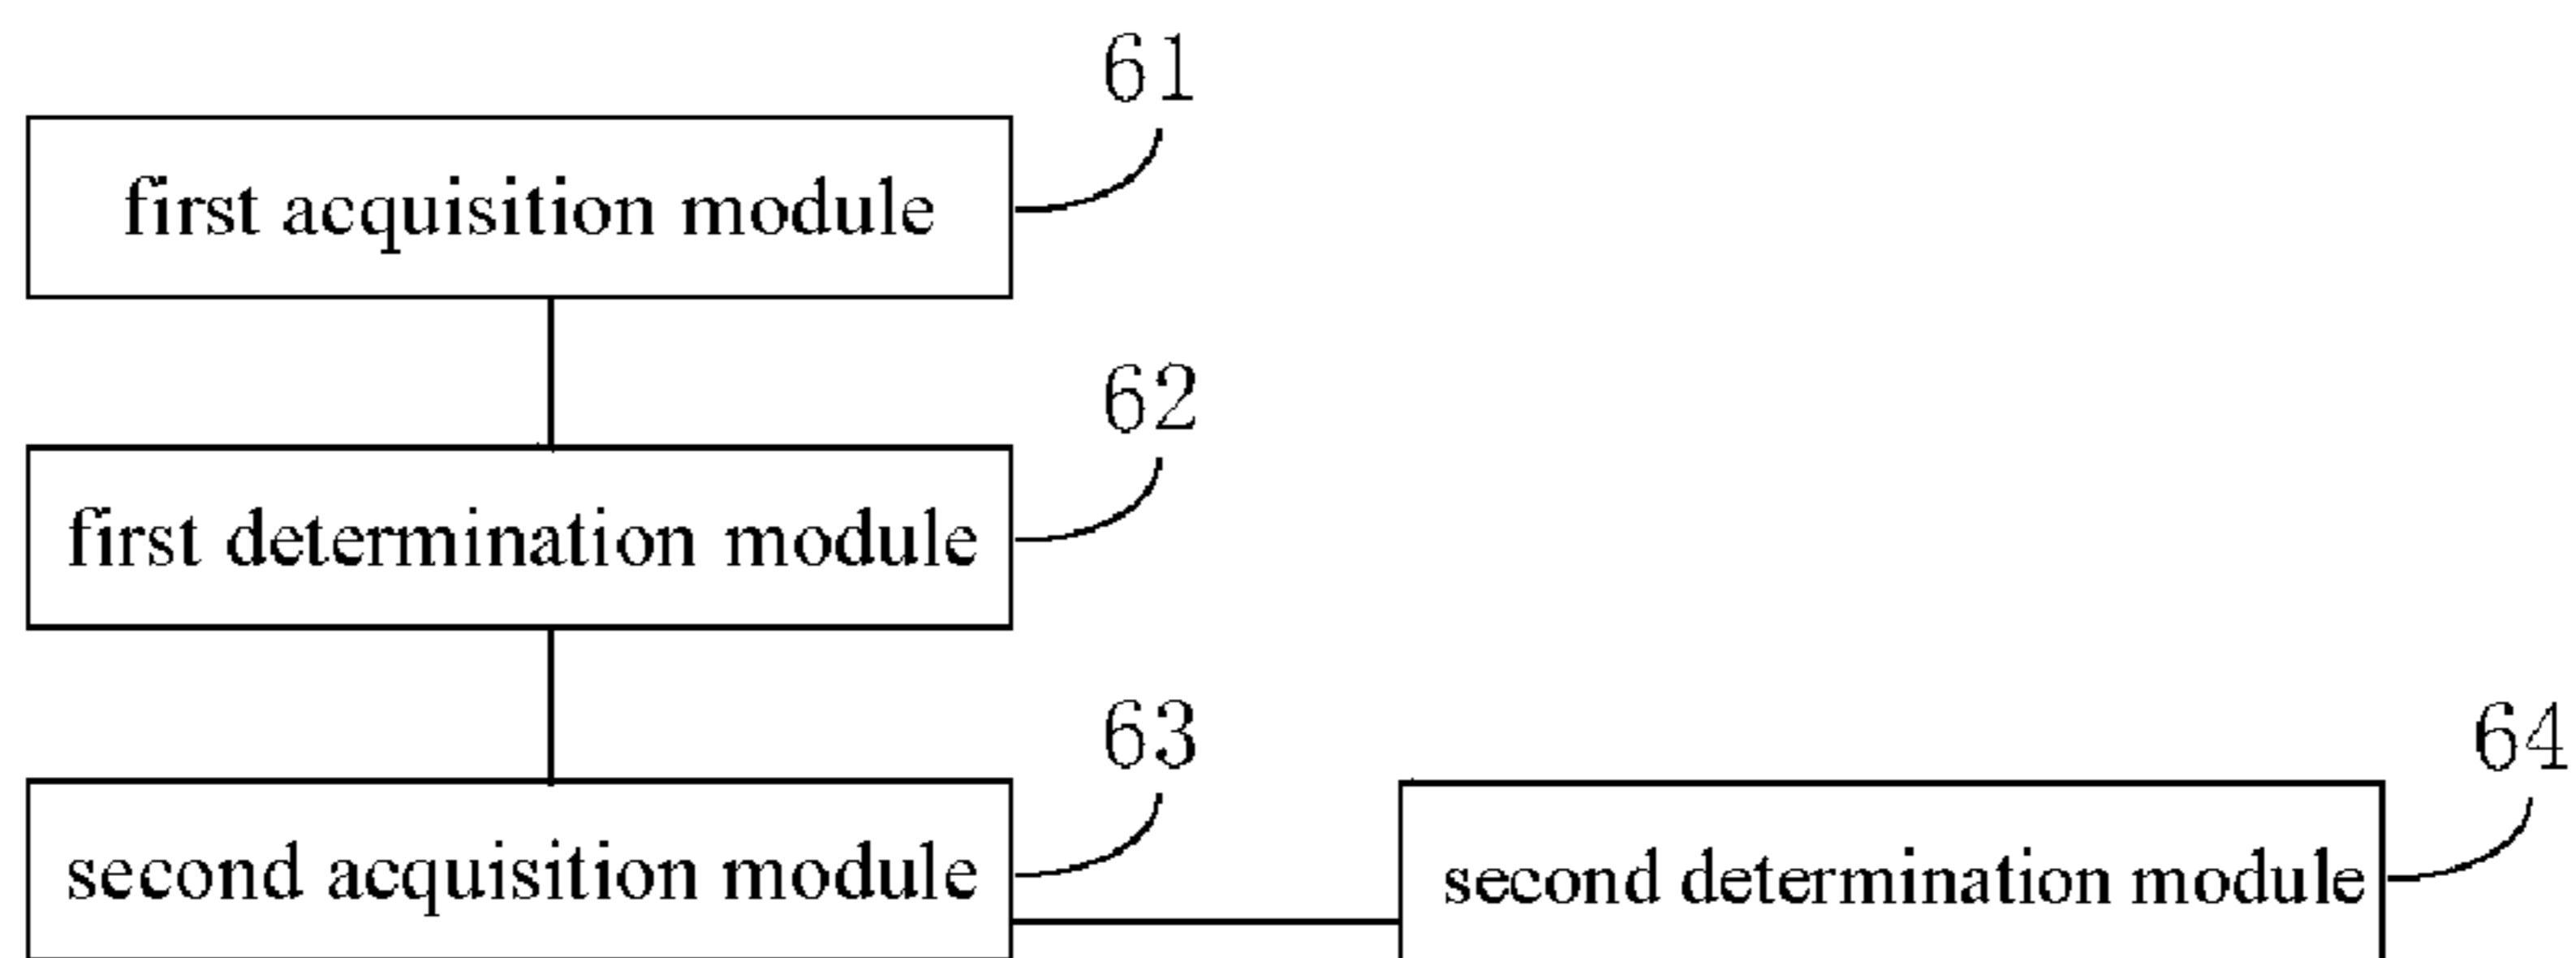 61
first acquisition module
62
first determination module
63
second acquisition module
64
second determination module